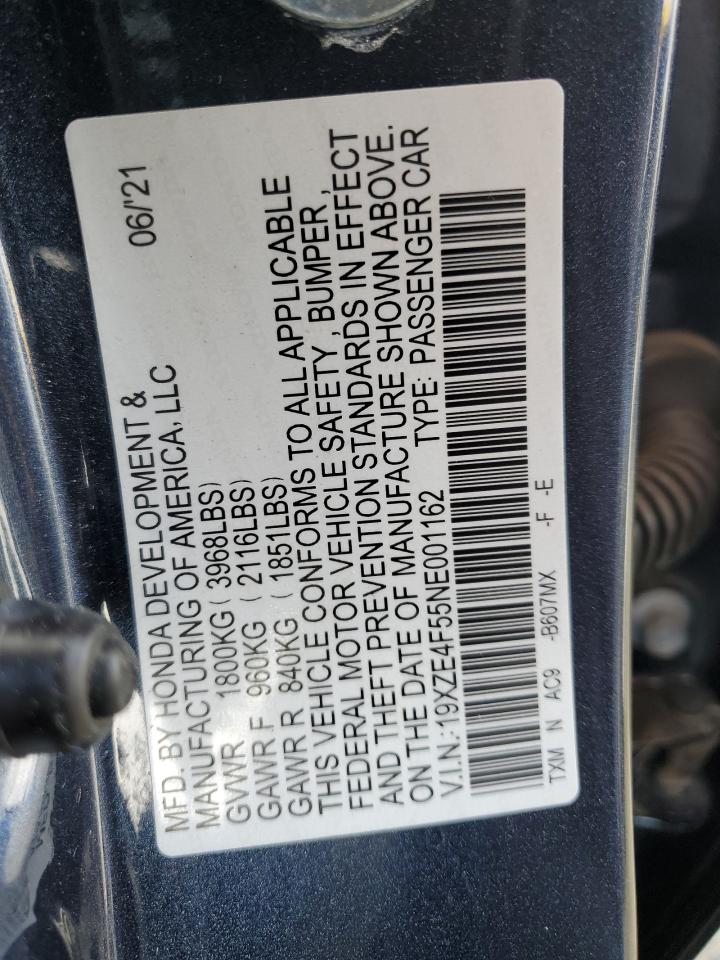 MFD. BY HONDA DEVELOPMENT & 06/'21
MANUFACTURING OF AMERICA, LLC
GVWR 1800KG ( 3968LBS)
GAWR F 960KG ( 2116LBS)
GAWR R 840KG ( 1851LBS)
THIS VEHICLE CONFORMS TO ALL APPLICABLE
FEDERAL MOTOR VEHICLE SAFETY , BUMPER ,
AND THEFT PREVENTION STANDARDS IN EFFECT
ON THE DATE OF MANUFACTURE SHOWN ABOVE.
V.I.N.:19XZE4F55NE001162 TYPE: PASSENGER CAR
TXM N AC9 -B607MX -F -E